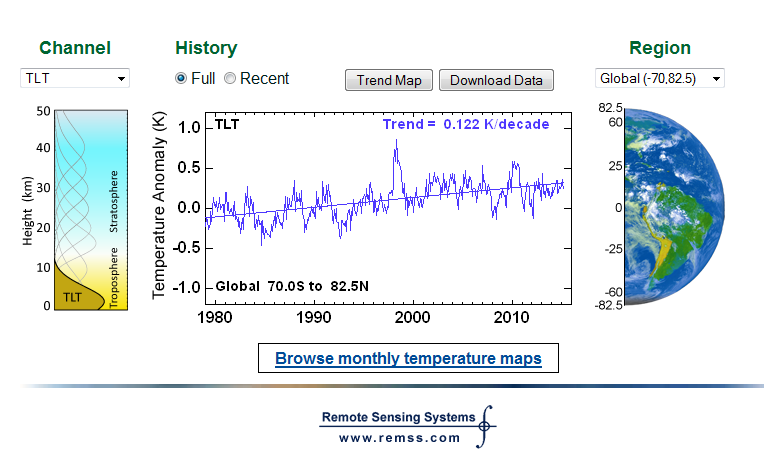 Channel
History
Region
TLT
Full Recent
Trend Map
Download Data
Global (-70,82.5)
50
40
30
20
10
0
Height (km)
Stratosphere
Troposphere
TLT
Temperature Anomaly (K)
1.0
0.5
0.0
-0.5
-1.0
TLT
Trend = 0.122 K/decade
Global 70.0S to 82.5N
1980 1990 2000 2010
82.5
60
25
0
-25
-60
-82.5
Browse monthly temperature maps
Remote Sensing Systems
www.remss.com